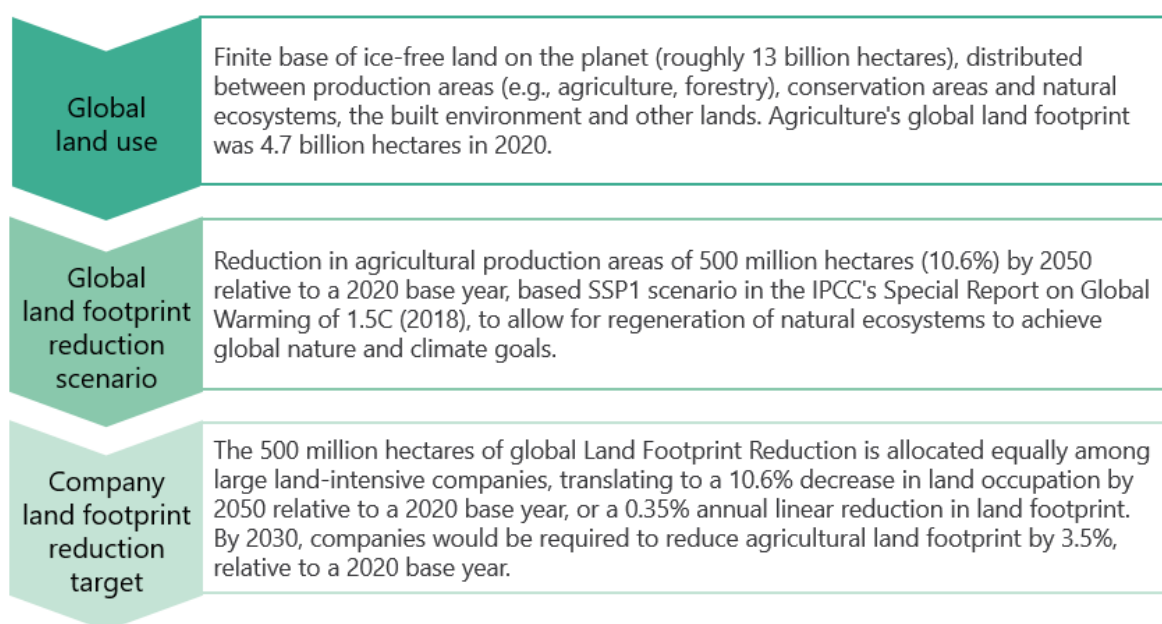 Global
land use
Finite base of ice-free land on the planet (roughly 13 billion hectares), distributed
between production areas (e.g., agriculture, forestry), conservation areas and natural
ecosystems, the built environment and other lands. Agriculture's global land footprint
was 4.7 billion hectares in 2020.
Global
land footprint
reduction
scenario
Reduction in agricultural production areas of 500 million hectares (10.6%) by 2050
relative to a 2020 base year, based SSP1 scenario in the IPCC's Special Report on Global
Warming of 1.5C (2018), to allow for regeneration of natural ecosystems to achieve
global nature and climate goals.
Company
land footprint
reduction
target
The 500 million hectares of global Land Footprint Reduction is allocated equally among
large land-intensive companies, translating to a 10.6% decrease in land occupation by
2050 relative to a 2020 base year, or a 0.35% annual linear reduction in land footprint.
By 2030, companies would be required to reduce agricultural land footprint by 3.5%,
relative to a 2020 base year.